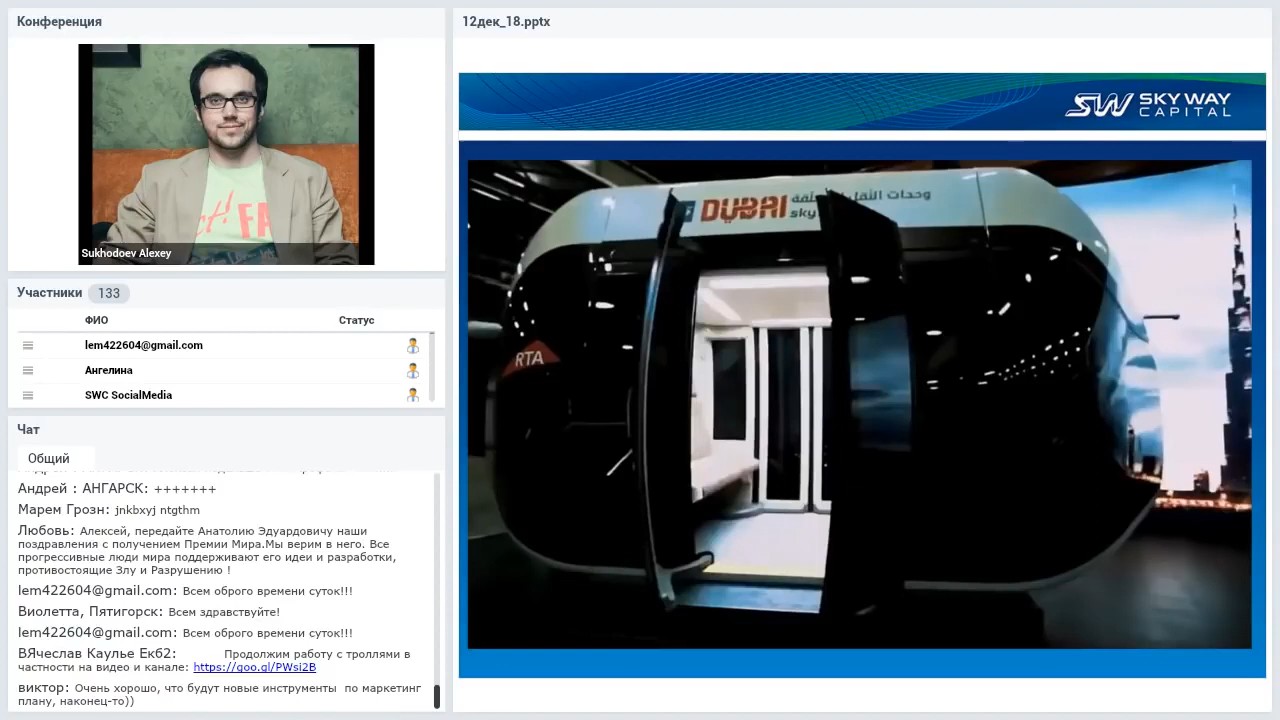 Конференция
Sukhodoev Alexey
Участники 133
ФИО Статус
lem422604@gmail.com
Ангелина
SWC SocialMedia
Чат
Общий
Андрей : АНГАРСК: +++++++
Марем Грозн: jnkbxyj ntgthm
Любовь: Алексей, передайте Анатолию Эдуардовичу наши
поздравления с получением Премии Мира.Мы верим в него. Все
прогрессивные люди мира поддерживают его идеи и разработки,
противостоящие Злу и Разрушению !
lem422604@gmail.com: Всем оброго времени суток!!!
Виолетта, Пятигорск: Всем здравствуйте!
lem422604@gmail.com: Всем оброго времени суток!!!
ВЯчеслав Каулье Екб2: Продолжим работу с троллями в
частности на видео и канале: https://goo.gl/PWsi2B
виктор: Очень хорошо, что будут новые инструменты по маркетинг
плану, наконец-то))
12дек_18.pptx
SW SKY WAY
CAPITAL
DUBAI
وحدات النقل
sky
RTA